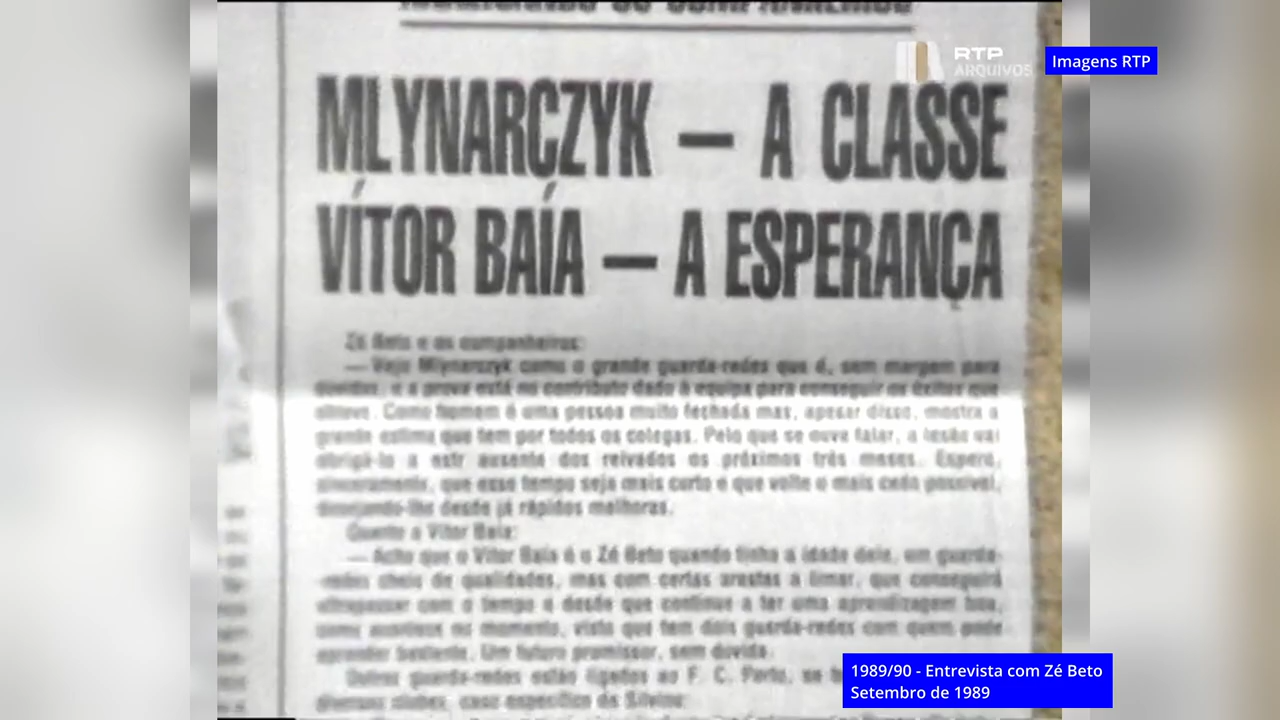 RTP
ARQUIVOS
Imagens RTP
MLYNARCZYK — A CLASSE
VÍTOR BAÍA — A ESPERANÇA
Zé Beto e os companheiros:
— Vejo Mlynarczyk como o grande guarda-redes que é, sem margem para
dúvidas, e a prova está no contributo dado à equipa para conseguir os êxitos que
obteve. Como homem é uma pessoa muito fechada mas, apesar disso, mostra a
grande estima que tem por todos os colegas. Pelo que se ouve falar, a lesão vai
obrigá-lo a estr ausente dos relvados os próximos três meses. Espero,
sinceramente, que esse tempo seja mais curto e que volte o mais cedo possível,
desejando-lhe desde já rápidas melhoras.
Quanto a Vítor Baía:
— Acho que o Vítor Baía é o Zé Beto quando tinha a idade dele, um guarda-
-redes cheio de qualidades, mas com certas arestas a limar, que conseguirá
ultrapassar com o tempo e desde que continue a ter uma aprendizagem boa,
como acontece no momento, visto que tem dois guarda-redes com quem pode
aprender bastante. Um futuro promissor, sem dúvida.
Outros guarda-redes estão ligados ao F. C. Porto, se b
diversos clubes, caso específico de Silvino:
1989/90 - Entrevista com Zé Beto
Setembro de 1989